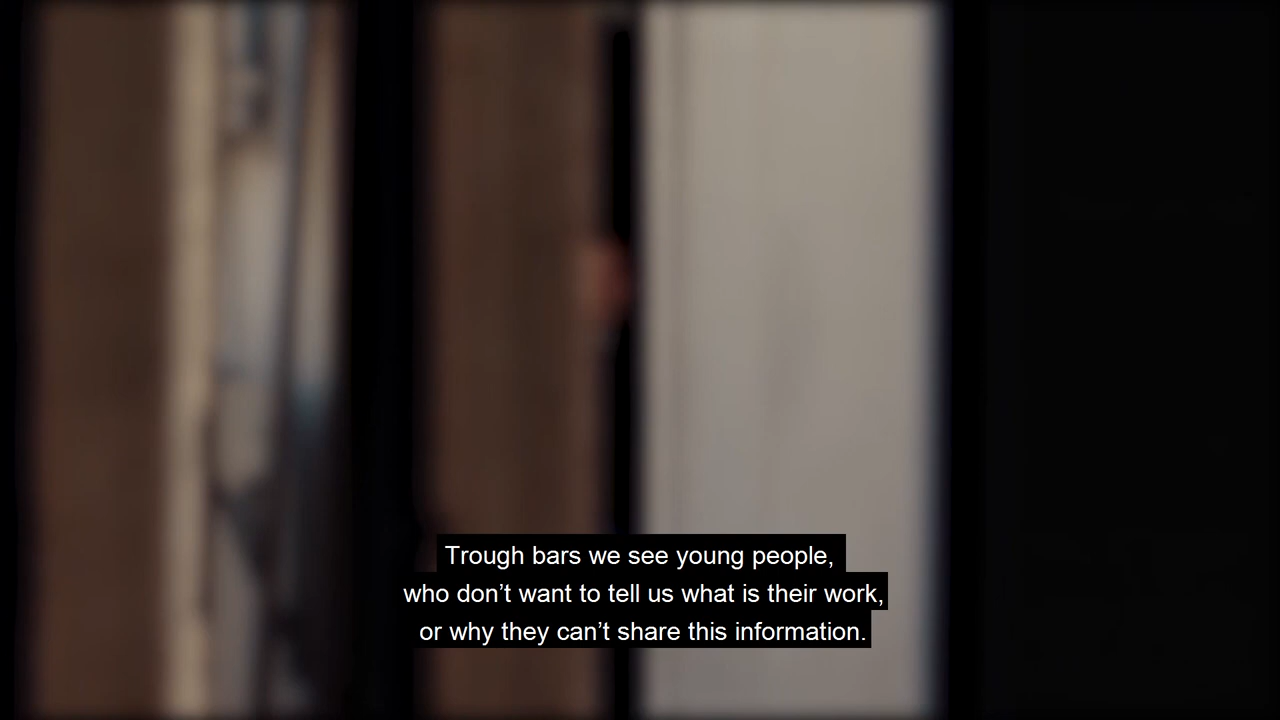 Trough bars we see young people,
who don’t want to tell us what is their work,
or why they can’t share this information.